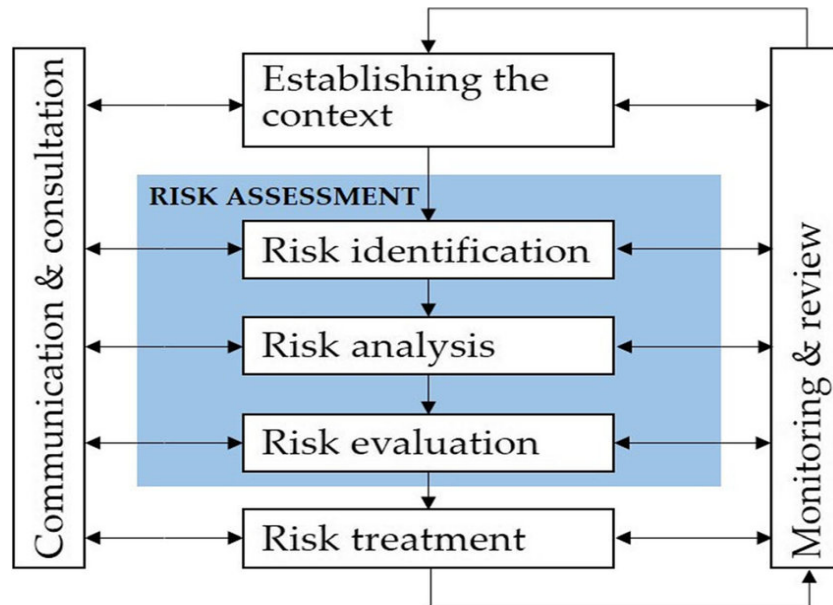 Communication & consultation
Establishing the
context
RISK ASSESSMENT
Risk identification
Risk analysis
Risk evaluation
Risk treatment
Monitoring & review